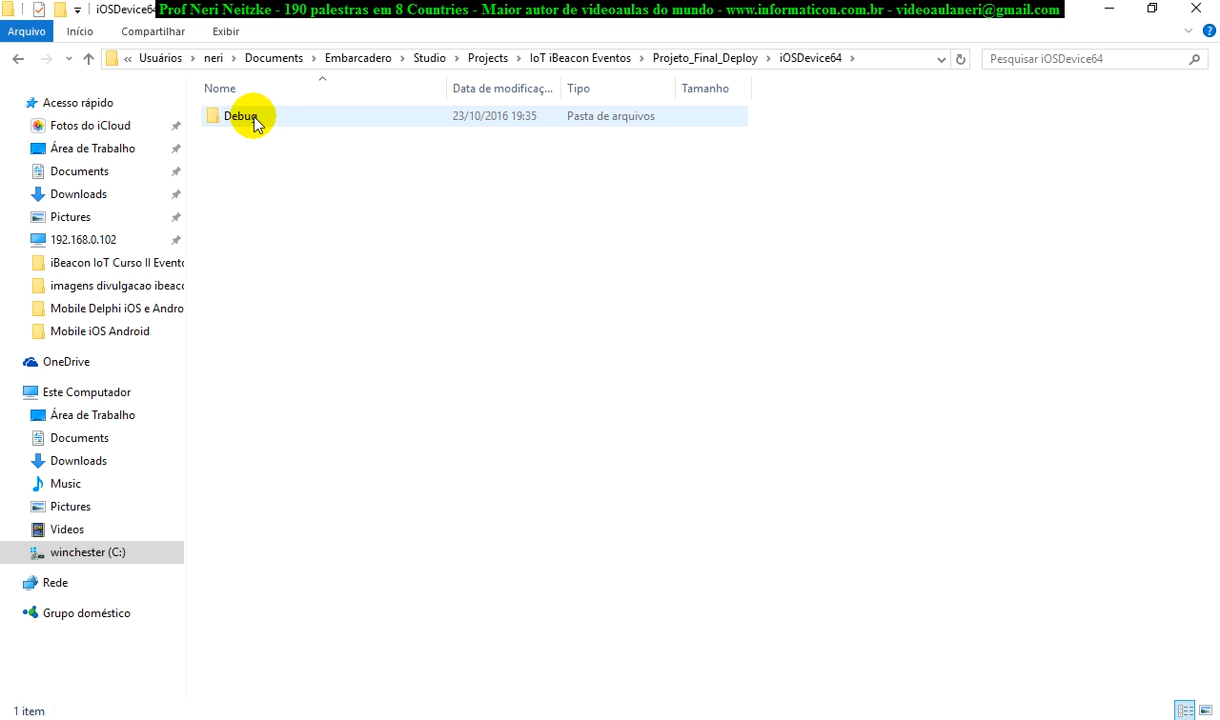 iOSDevice64
Prof Neri Neitzke - 190 palestras em 8 Countries - Maior autor de videoaulas do mundo - www.informaticon.com.br - videoaulaneri@gmail.com
Arquivo Início Compartilhar Exibir
« Usuários > neri > Documents > Embarcadero > Studio > Projects > IoT iBeacon Eventos > Projeto_Final_Deploy > iOSDevice64 >
Pesquisar iOSDevice64
Nome Data de modificaç... Tipo Tamanho
Debug 23/10/2016 19:35 Pasta de arquivos
Acesso rápido
Fotos do iCloud
Área de Trabalho
Documents
Downloads
Pictures
192.168.0.102
iBeacon IoT Curso II Evento
imagens divulgacao ibeac
Mobile Delphi iOS e Andro
Mobile iOS Android
OneDrive
Este Computador
Área de Trabalho
Documents
Downloads
Music
Pictures
Videos
winchester (C:)
Rede
Grupo doméstico
1 item